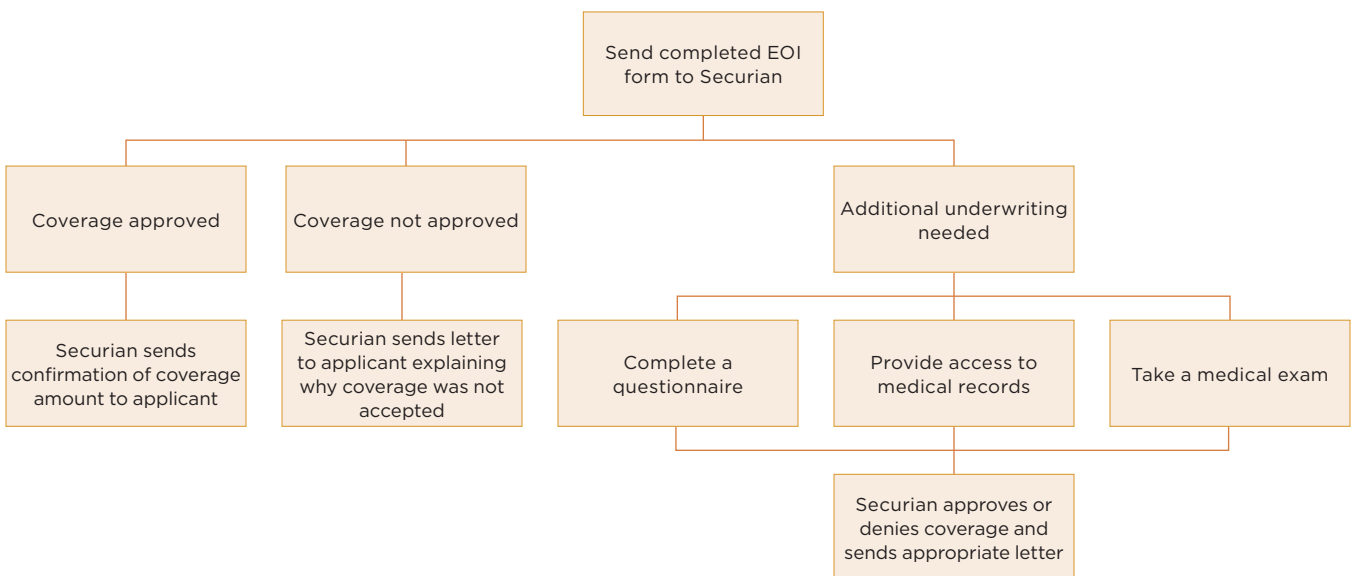 Send completed EOI
form to Securian
Coverage approved
Coverage not approved
Additional underwriting
needed
Securian sends
confirmation of coverage
amount to applicant
Securian sends letter
to applicant explaining
why coverage was not
accepted
Complete a
questionnaire
Provide access to
medical records
Take a medical exam
Securian approves or
denies coverage and
sends appropriate letter